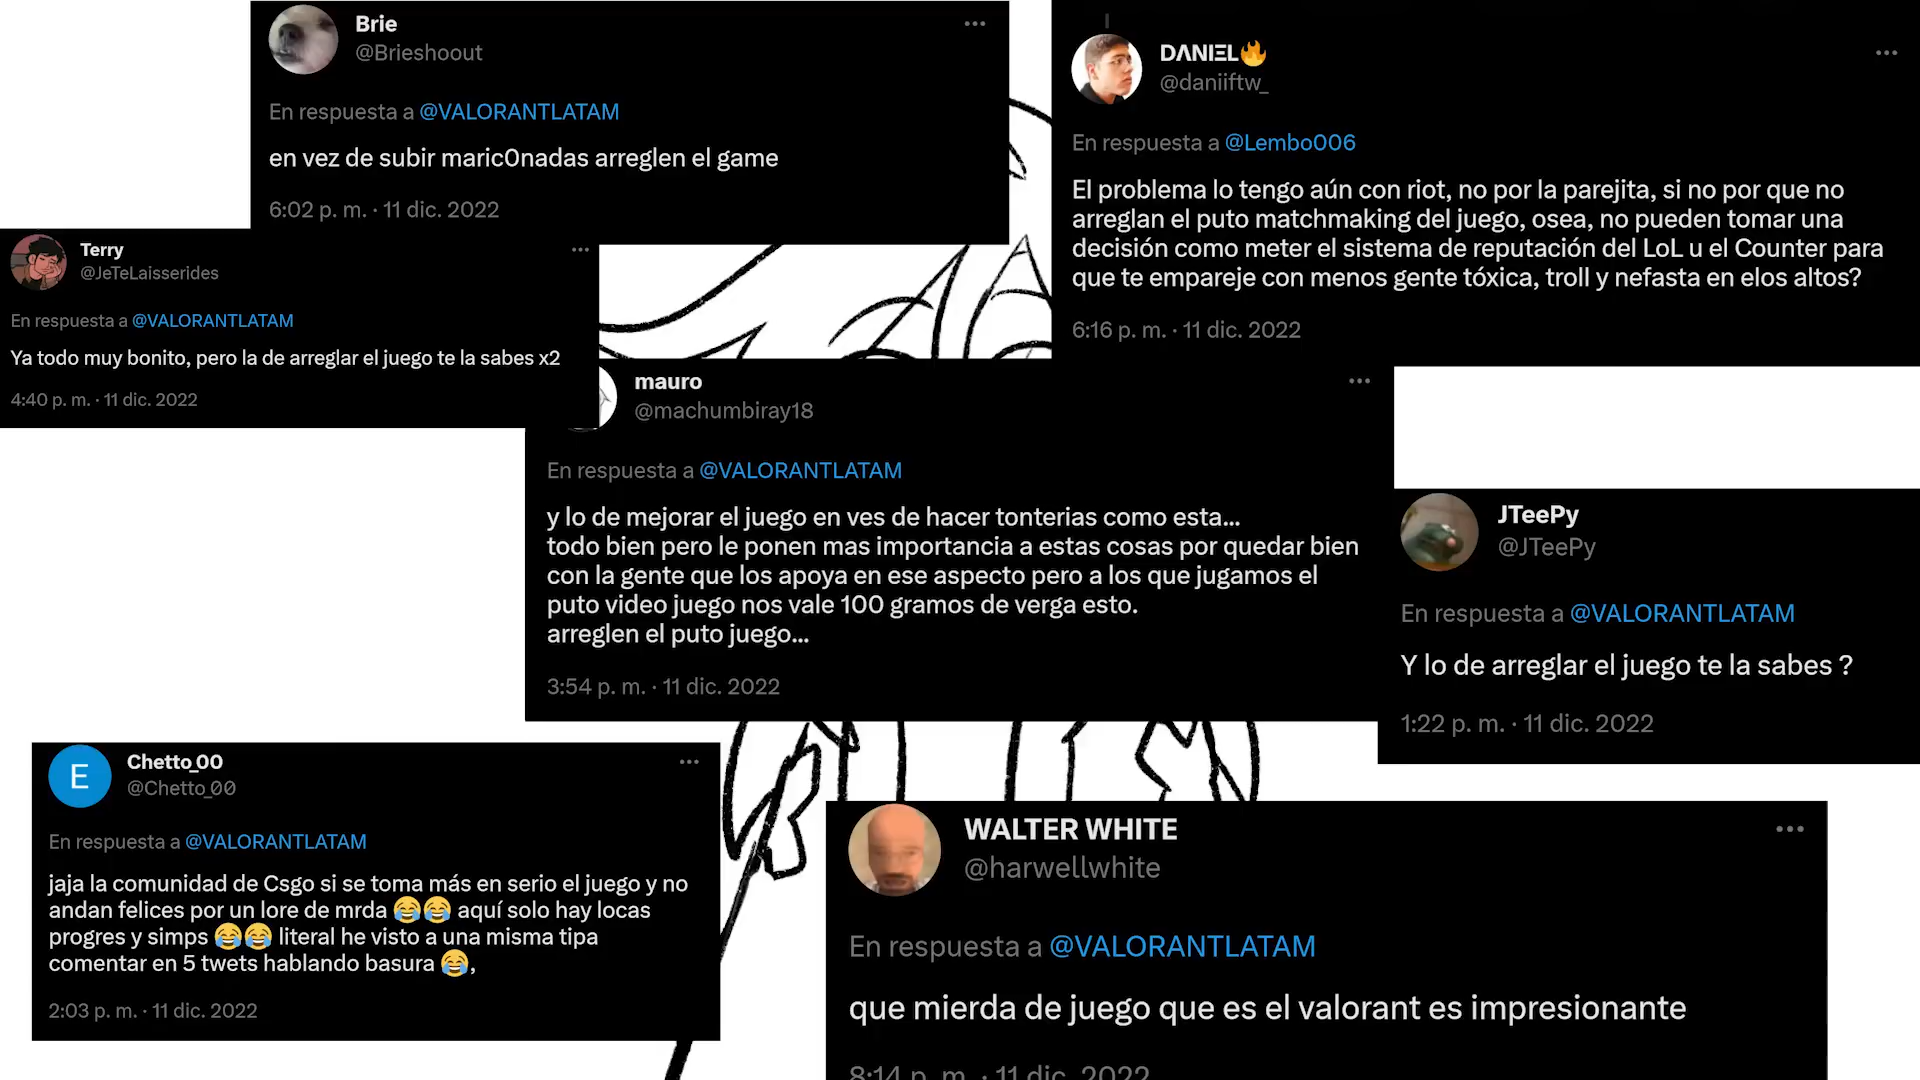 Brie
@Brieshoout
En respuesta a @VALORANTLATAM
en vez de subir maric0nadas arreglen el game
6:02 p. m. · 11 dic. 2022
DANIEL🔥
@daniiftw_
En respuesta a @Lembo006
El problema lo tengo aún con riot, no por la parejita, si no por que no
arreglan el puto matchmaking del juego, osea, no pueden tomar una
decisión como meter el sistema de reputación del LoL u el Counter para
que te empareje con menos gente tóxica, troll y nefasta en elos altos?
6:16 p. m. · 11 dic. 2022
Terry
@JeTeLaisserides
En respuesta a @VALORANTLATAM
Ya todo muy bonito, pero la de arreglar el juego te la sabes x2
4:40 p. m. · 11 dic. 2022
mauro
@machumbiray18
En respuesta a @VALORANTLATAM
y lo de mejorar el juego en ves de hacer tonterias como esta...
todo bien pero le ponen mas importancia a estas cosas por quedar bien
con la gente que los apoya en ese aspecto pero a los que jugamos el
puto video juego nos vale 100 gramos de verga esto.
arreglen el puto juego...
3:54 p. m. · 11 dic. 2022
JTeePy
@JTeePy
En respuesta a @VALORANTLATAM
Y lo de arreglar el juego te la sabes ?
1:22 p. m. · 11 dic. 2022
E
Chetto_00
@Chetto_00
En respuesta a @VALORANTLATAM
jaja la comunidad de Csgo si se toma más en serio el juego y no
andan felices por un lore de mrda 😂😂 aquí solo hay locas
progres y simps 😂😂 literal he visto a una misma tipa
comentar en 5 twets hablando basura 😂,
2:03 p. m. · 11 dic. 2022
WALTER WHITE
@harwellwhite
En respuesta a @VALORANTLATAM
que mierda de juego que es el valorant es impresionante
8:14 p. m. · 11 dic. 2022